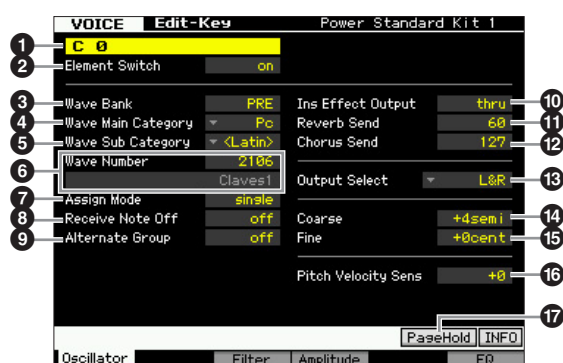 VOICE Edit-Key Power Standard Kit 1
1 C 0
2 Element Switch on
3 Wave Bank PRE
4 Wave Main Category Pc
5 Wave Sub Category <Latin>
6 Wave Number 2106
Claves1
7 Assign Mode single
8 Receive Note Off off
9 Alternate Group off
Ins Effect Output thru 10
Reverb Send 60 11
Chorus Send 127 12
Output Select L&R 13
Coarse +4semi 14
Fine +0cent 15
Pitch Velocity Sens +0 16
17
PageHold INFO
Oscillator Filter Amplitude EQ